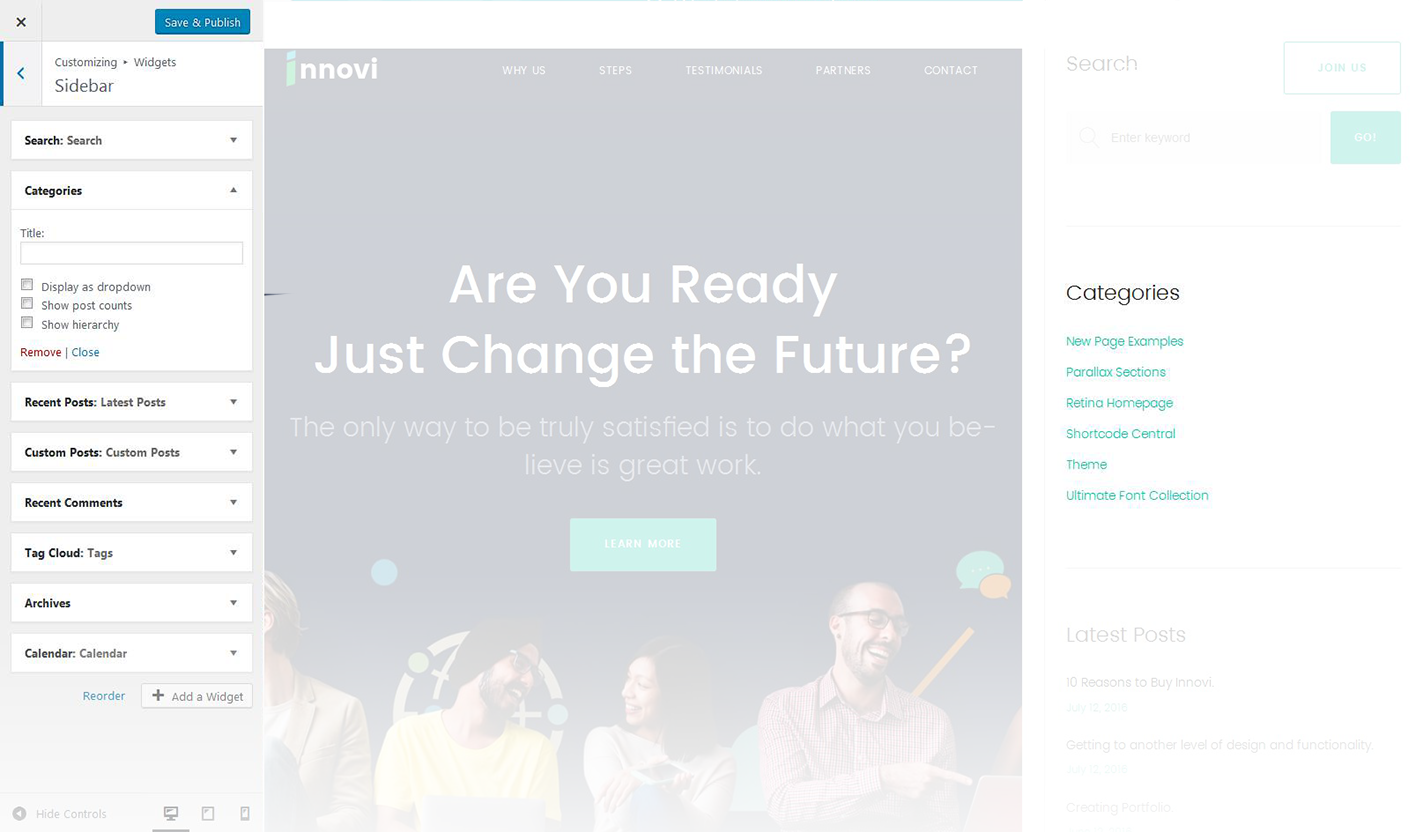 Save & Publish
Customizing ▸ Widgets
Sidebar
Search: Search
Categories
Title:
Display as dropdown
Show post counts
Show hierarchy
Remove | Close
Recent Posts: Latest Posts
Custom Posts: Custom Posts
Recent Comments
Tag Cloud: Tags
Archives
Calendar: Calendar
Reorder
Add a Widget
Hide Controls
innovi
WHY US
STEPS
TESTIMONIALS
PARTNERS
CONTACT
Are You Ready
Just Change the Future?
The only way to be truly satisfied is to do what you be-
lieve is great work.
LEARN MORE
Search
JOIN US
Enter keyword
GO!
Categories
New Page Examples
Parallax Sections
Retina Homepage
Shortcode Central
Theme
Ultimate Font Collection
Latest Posts
10 Reasons to Buy Innovi.
July 12, 2016
Getting to another level of design and functionality.
July 12, 2016
Creating Portfolio